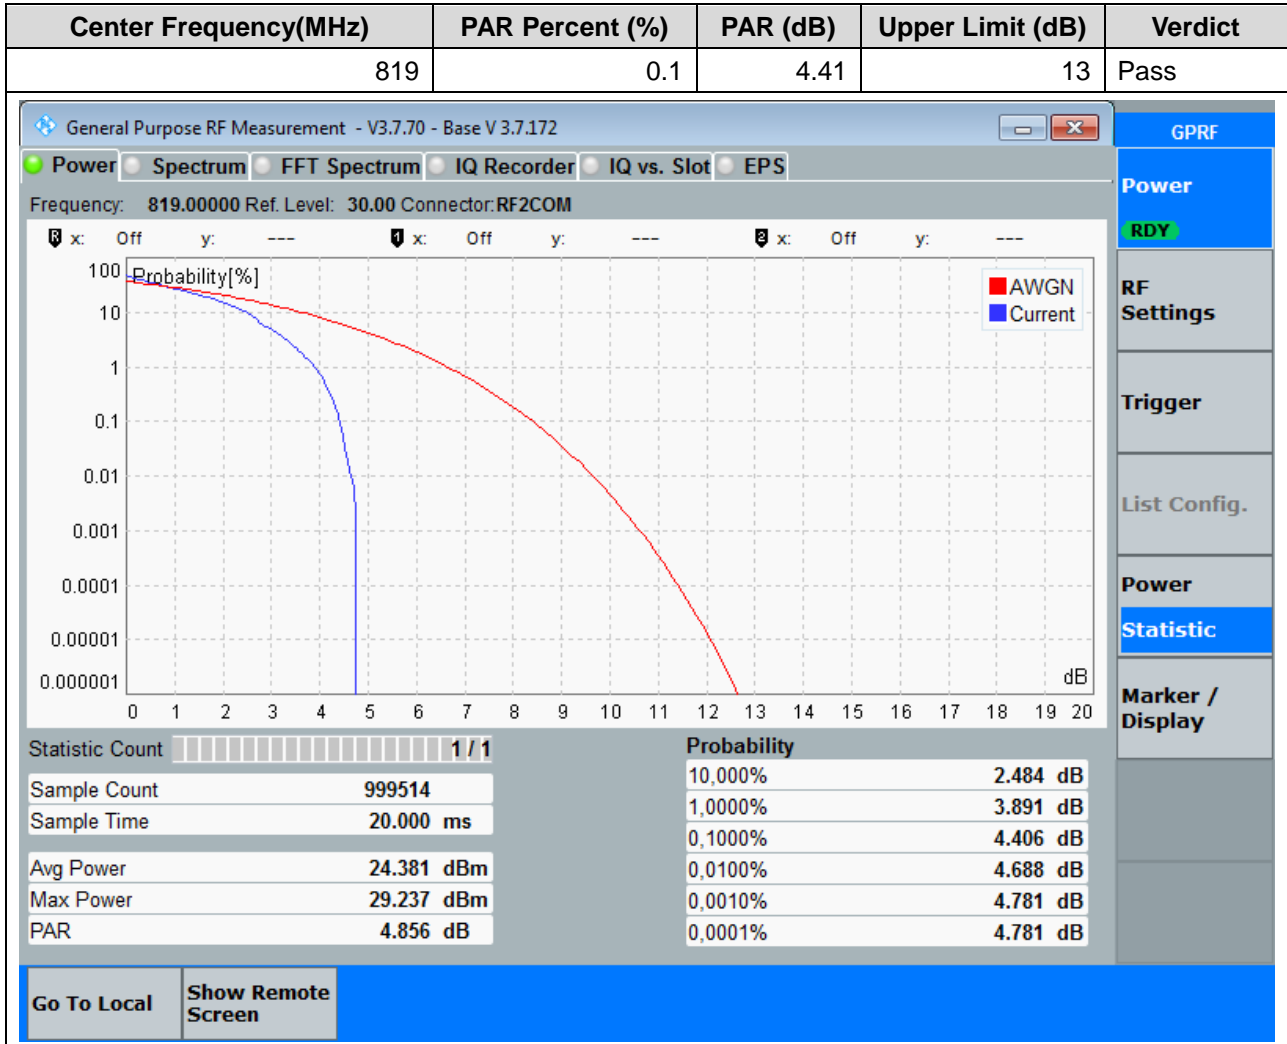 Center Frequency(MHz) PAR Percent (%) PAR (dB) Upper Limit (dB) Verdict
819 0.1 4.41 13 Pass
General Purpose RF Measurement - V3.7.70 - Base V 3.7.172
GPRF
Power Spectrum FFT Spectrum IQ Recorder IQ vs. Slot EPS
Frequency: 819.00000 Ref. Level: 30.00 Connector: RF2COM
R x: Off y: --- 1 x: Off y: --- 2 x: Off y: ---
Probability[%]
AWGN
Current
100
10
1
0.1
0.01
0.001
0.0001
0.00001
0.000001
dB
0 1 2 3 4 5 6 7 8 9 10 11 12 13 14 15 16 17 18 19 20
Statistic Count 1 / 1
Sample Count 999514
Sample Time 20.000 ms
Avg Power 24.381 dBm
Max Power 29.237 dBm
PAR 4.856 dB
Probability
10,000% 2.484 dB
1,0000% 3.891 dB
0,1000% 4.406 dB
0,0100% 4.688 dB
0,0010% 4.781 dB
0,0001% 4.781 dB
Power
RDY
RF
Settings
Trigger
List Config.
Power
Statistic
Marker /
Display
Go To Local
Show Remote
Screen